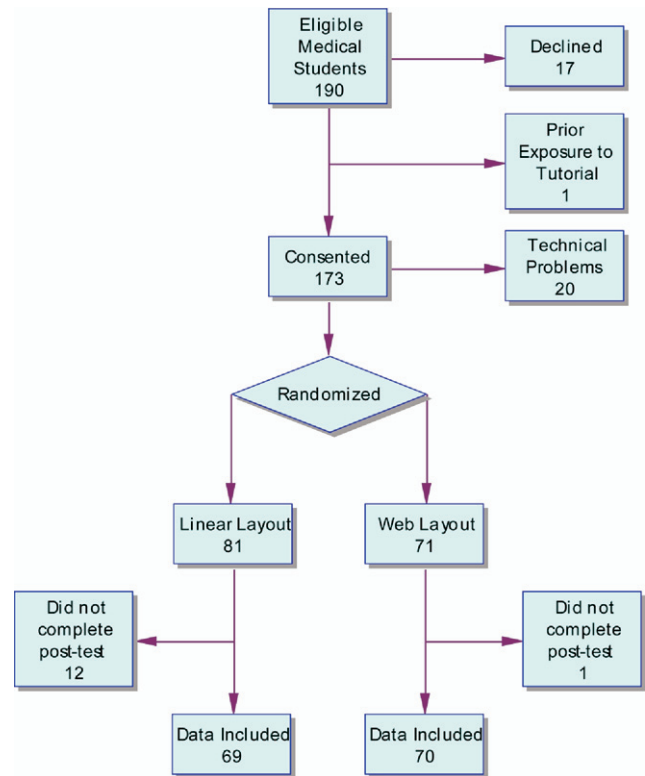 Eligible
Medical
Students
190
Declined
17
Prior
Exposure to
Tutorial
1
Consented
173
Technical
Problems
20
Randomized
Linear Layout
81
Web Layout
71
Did not
complete
post-test
12
Did not
complete
post-test
1
Data Included
69
Data Included
70